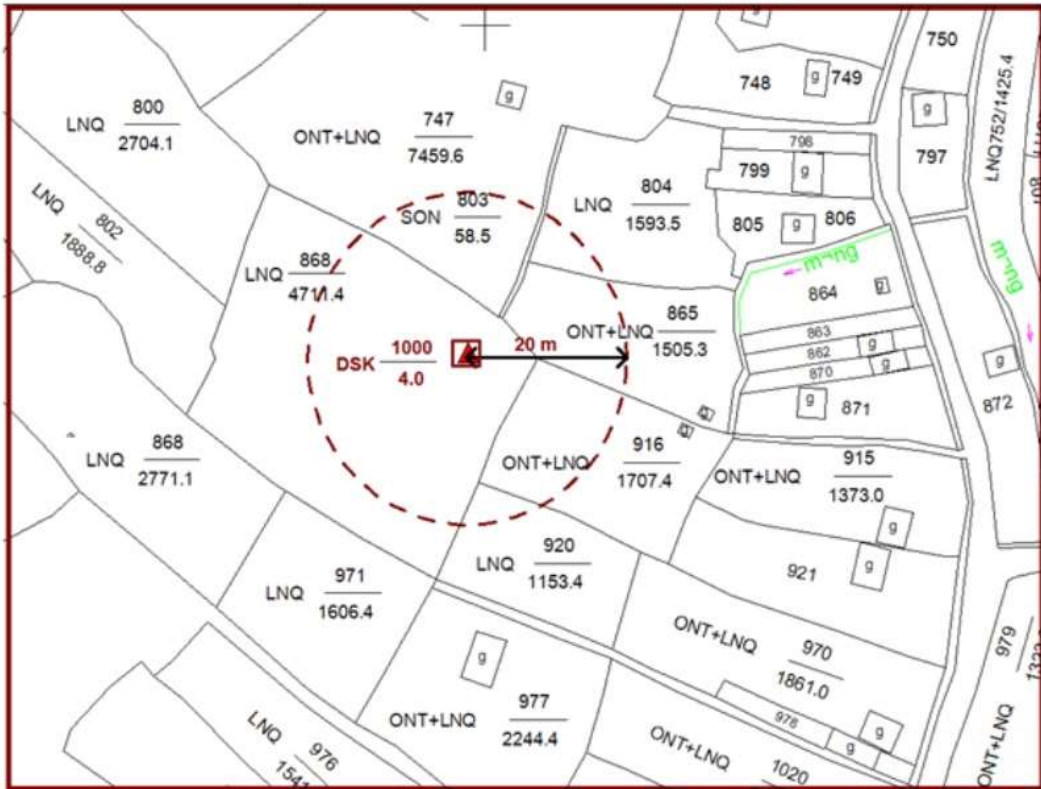 750
748
g
749
LNQ752/1425.4
g
800
LNQ
2704.1
747
ONT+LNQ
7459.6
g
798
799
g
797
804
LNQ
1593.5
LNQ
802
1888.8
803
SON
58.5
805
g
806
m¬ng
m¬ng
868
LNQ
4711.4
864
g
865
ONT+LNQ
1505.3
863
862
g
870
g
g
872
1000
DSK
4.0
20 m
g
871
g
g
868
LNQ
2771.1
916
ONT+LNQ
1707.4
915
ONT+LNQ
1373.0
g
920
LNQ
1153.4
921
g
971
LNQ
1606.4
ONT+LNQ
970
1861.0
979
g
977
ONT+LNQ
2244.4
978
g
g
LNQ
976
ONT+LNQ
1020
ONT+LNQ